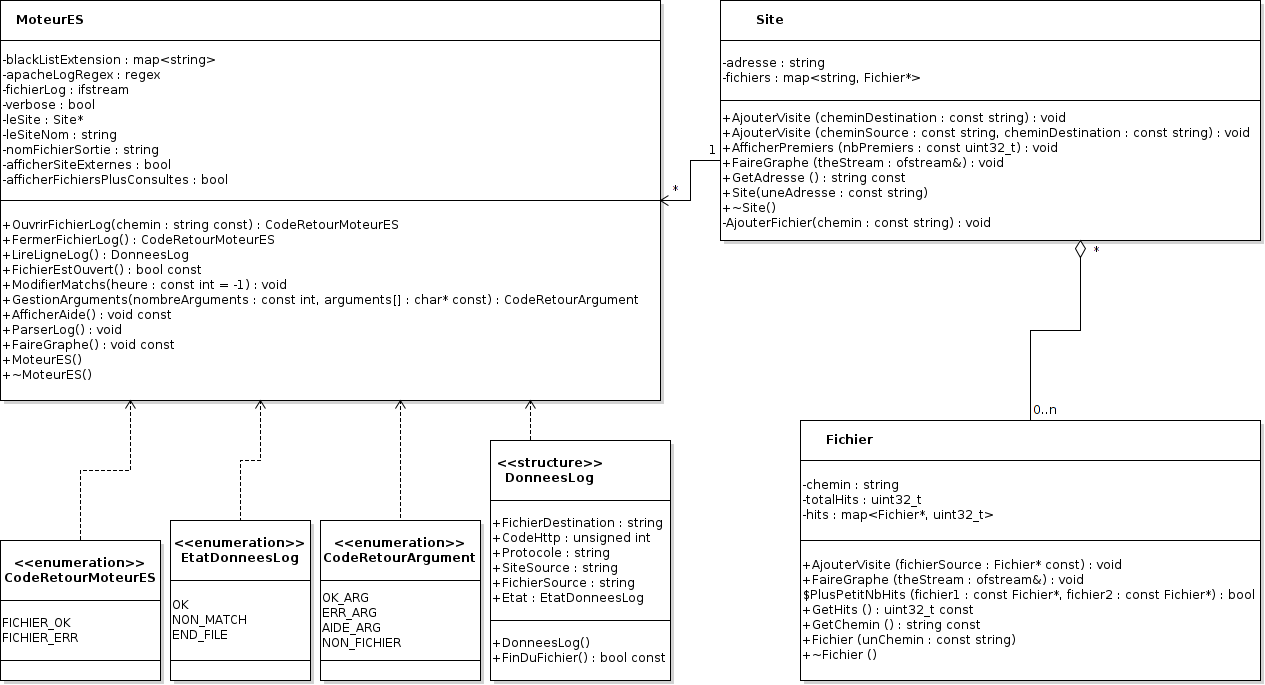 MoteurES
-blackListExtension : map<string>
-apacheLogRegex : regex
-fichierLog : ifstream
-verbose : bool
-leSite : Site*
-leSiteNom : string
-nomFichierSortie : string
-afficherSiteExternes : bool
-afficherFichiersPlusConsultes : bool
+OuvrirFichierLog(chemin : string const) : CodeRetourMoteurES
+FermerFichierLog() : CodeRetourMoteurES
+LireLigneLog() : DonneesLog
+FichierEstOuvert() : bool const
+ModifierMatchs(heure : const int = -1) : void
+GestionArguments(nombreArguments : const int, arguments[] : char* const) : CodeRetourArgument
+AfficherAide() : void const
+ParserLog() : void
+FaireGraphe() : void const
+MoteurES()
+~MoteurES()
1
*
Site
-adresse : string
-fichiers : map<string, Fichier*>
+AjouterVisite (cheminDestination : const string) : void
+AjouterVisite (cheminSource : const string, cheminDestination : const string) : void
+AfficherPremiers (nbPremiers : const uint32_t) : void
+FaireGraphe (theStream : ofstream&) : void
+GetAdresse () : string const
+Site(uneAdresse : const string)
+~Site()
-AjouterFichier(chemin : const string) : void
*
0..n
<<enumeration>>
CodeRetourMoteurES
FICHIER_OK
FICHIER_ERR
<<enumeration>>
EtatDonneesLog
OK
NON_MATCH
END_FILE
<<enumeration>>
CodeRetourArgument
OK_ARG
ERR_ARG
AIDE_ARG
NON_FICHIER
<<structure>>
DonneesLog
+FichierDestination : string
+CodeHttp : unsigned int
+Protocole : string
+SiteSource : string
+FichierSource : string
+Etat : EtatDonneesLog
+DonneesLog()
+FinDuFichier() : bool const
Fichier
-chemin : string
-totalHits : uint32_t
-hits : map<Fichier*, uint32_t>
+AjouterVisite (fichierSource : Fichier* const) : void
+FaireGraphe (theStream : ofstream&) : void
$PlusPetitNbHits (fichier1 : const Fichier*, fichier2 : const Fichier*) : bool
+GetHits () : uint32_t const
+GetChemin () : string const
+Fichier (unChemin : const string)
+~Fichier ()